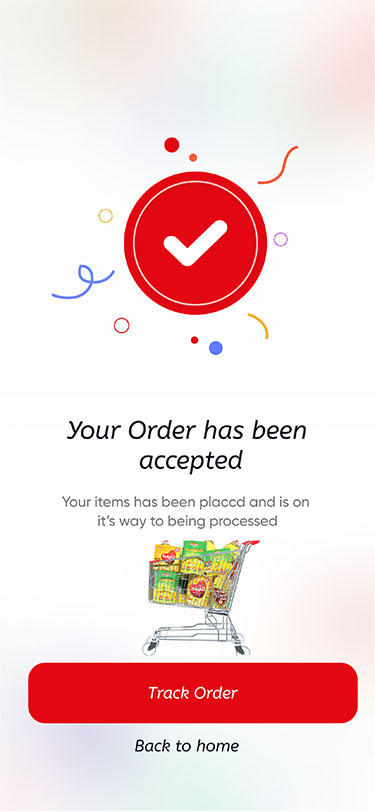 Your Order has been
accepted
Your items has been placcd and is on
it's way to being processed
Track Order
Back to home